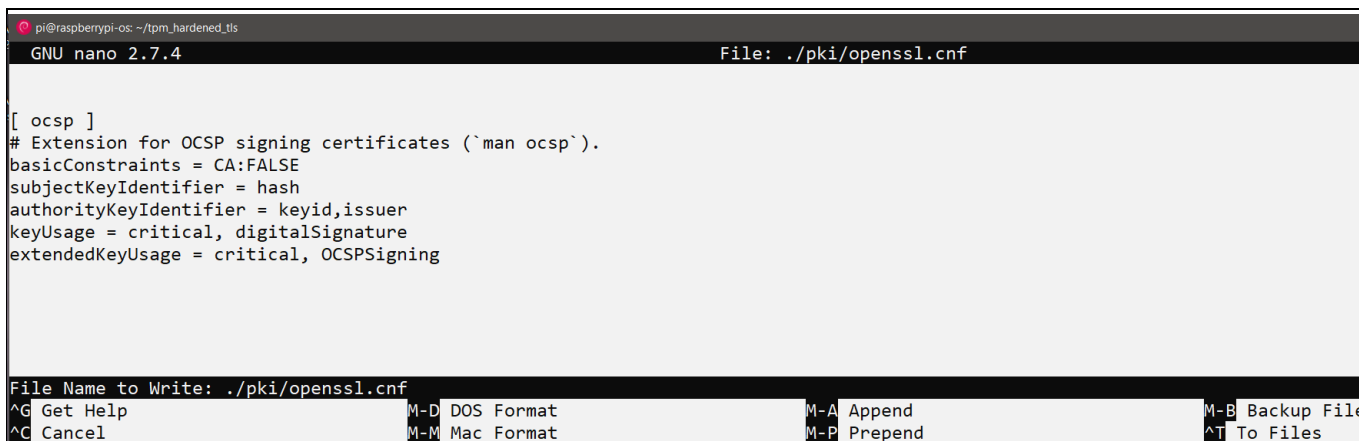 pi@raspberrypi-os: ~/tpm_hardened_tls
GNU nano 2.7.4 File: ./pki/openssl.cnf
[ ocsp ]
# Extension for OCSP signing certificates (`man ocsp`).
basicConstraints = CA:FALSE
subjectKeyIdentifier = hash
authorityKeyIdentifier = keyid,issuer
keyUsage = critical, digitalSignature
extendedKeyUsage = critical, OCSPSigning
File Name to Write: ./pki/openssl.cnf
^G Get Help M-D DOS Format M-A Append M-B Backup File
^C Cancel M-M Mac Format M-P Prepend ^T To Files